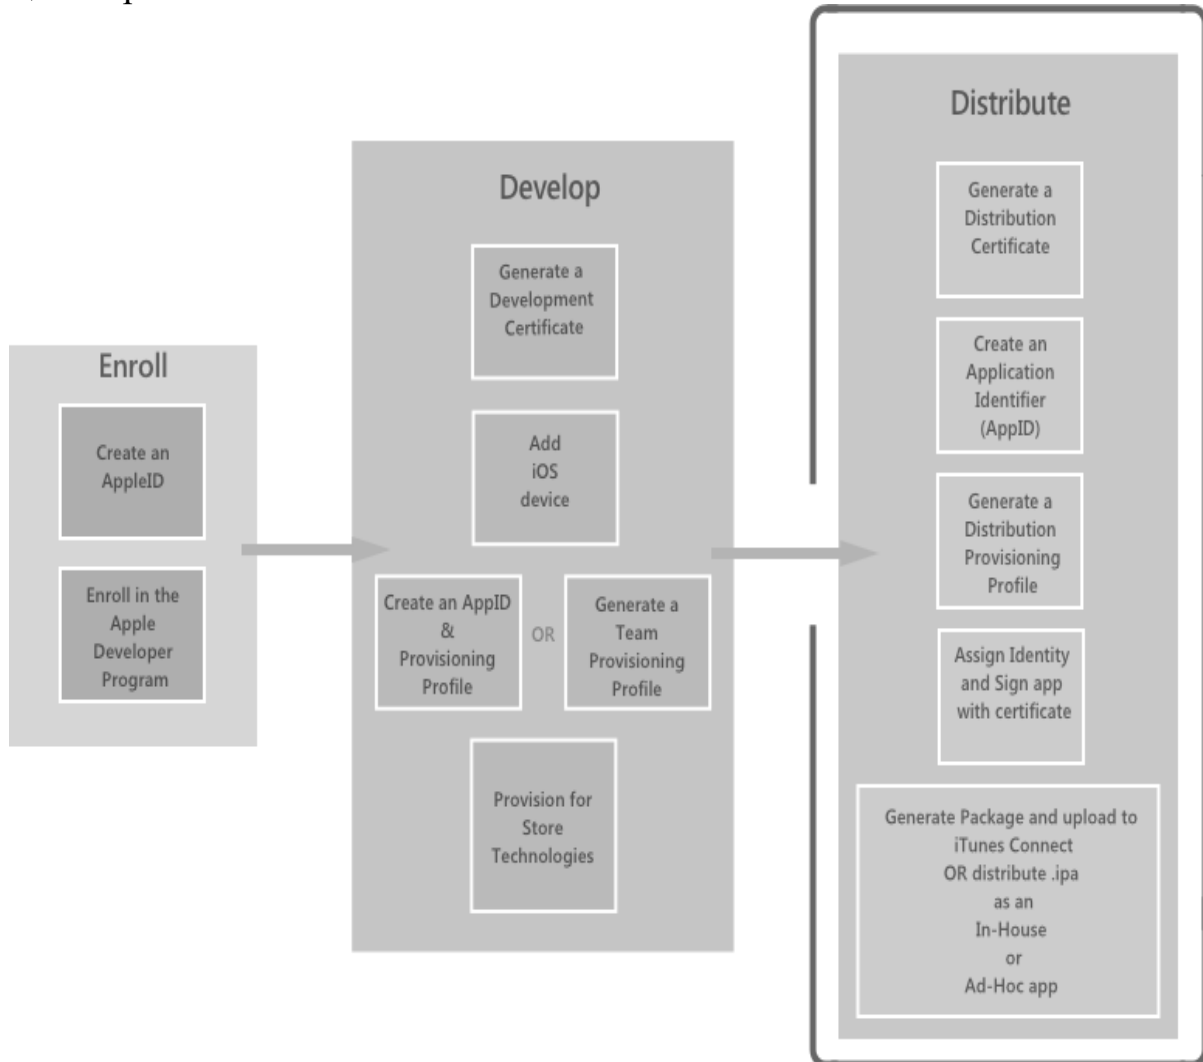 Enroll
Create an
AppleID
Enroll in the
Apple
Developer
Program
Develop
Generate a
Development
Certificate
Add
iOS
device
Create an AppID
&
Provisioning
Profile
OR
Generate a
Team
Provisioning
Profile
Provision for
Store
Technologies
Distribute
Generate a
Distribution
Certificate
Create an
Application
Identifier
(AppID)
Generate a
Distribution
Provisioning
Profile
Assign Identity
and Sign app
with certificate
Generate Package and upload to
iTunes Connect
OR distribute .ipa
as an
In-House
or
Ad-Hoc app